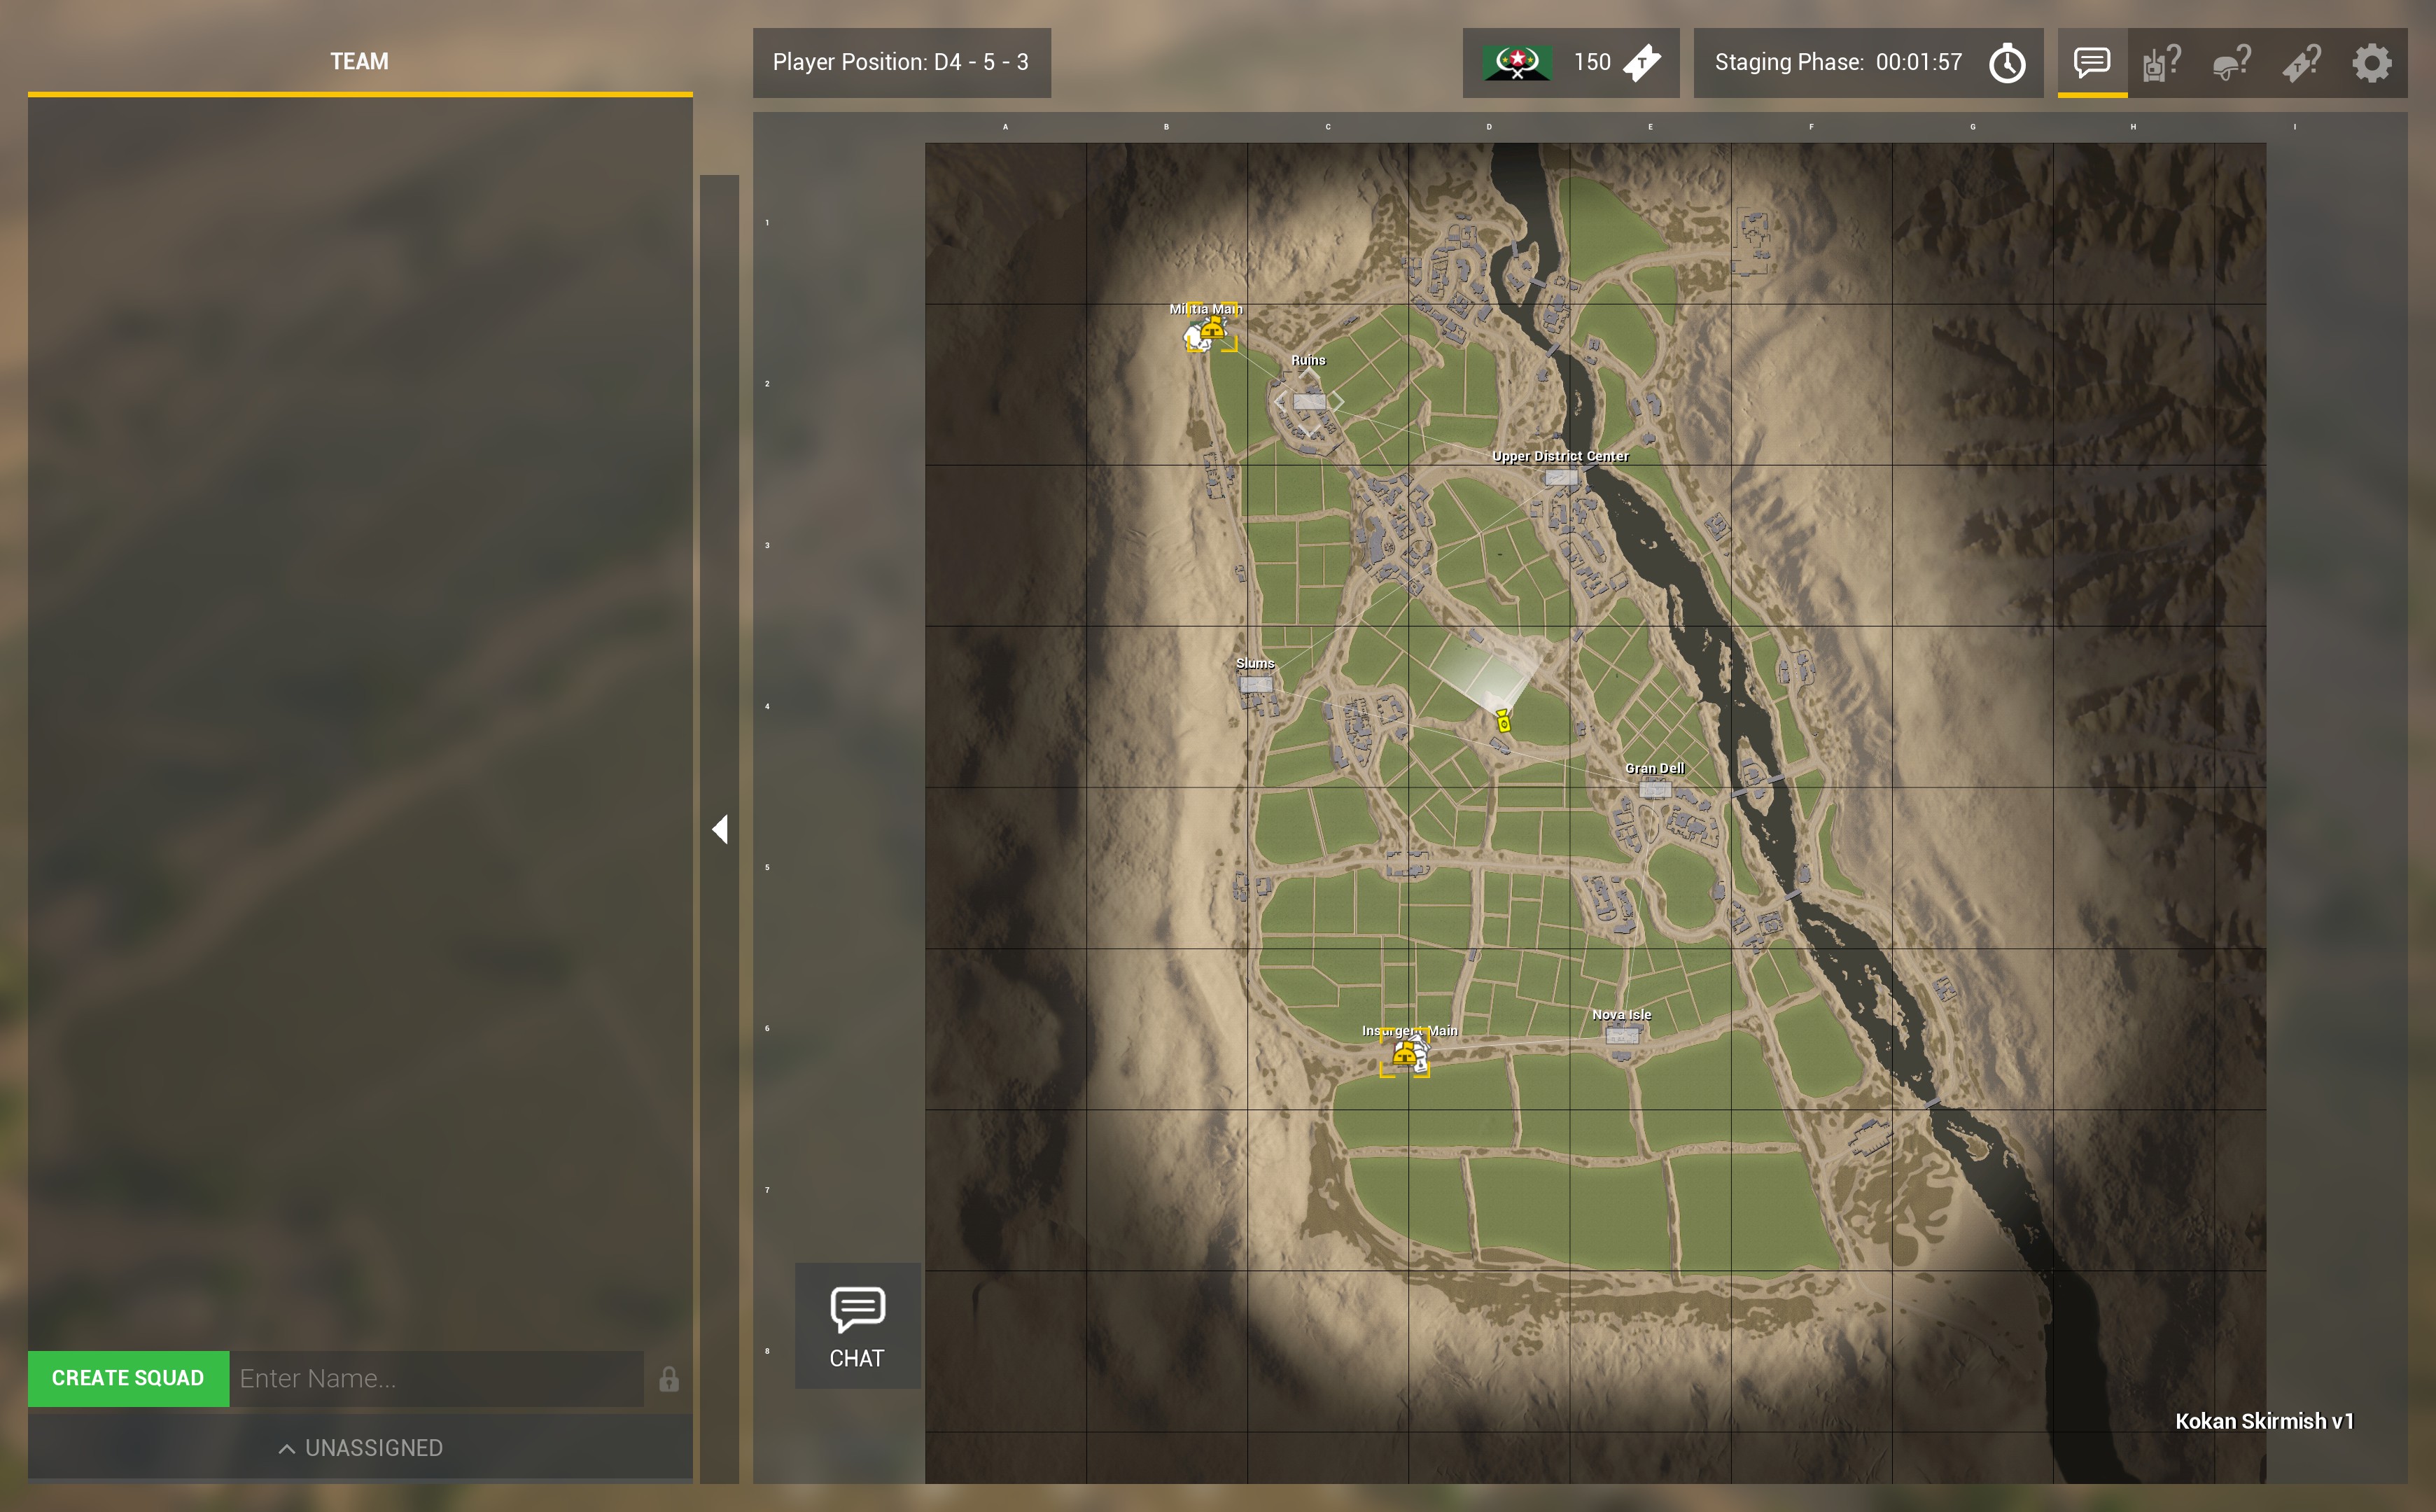 TEAM
Player Position: D4 - 5 - 3
150
Staging Phase: 00:01:57
?
?
?
A B C D E F G H I
1
Militia Main
Ruins
2
Upper District Center
3
Slums
4
Gran Dell
5
Nova Isle
6
Insurgent Main
7
8
CHAT
CREATE SQUAD
Enter Name...
UNASSIGNED
Kokan Skirmish v1